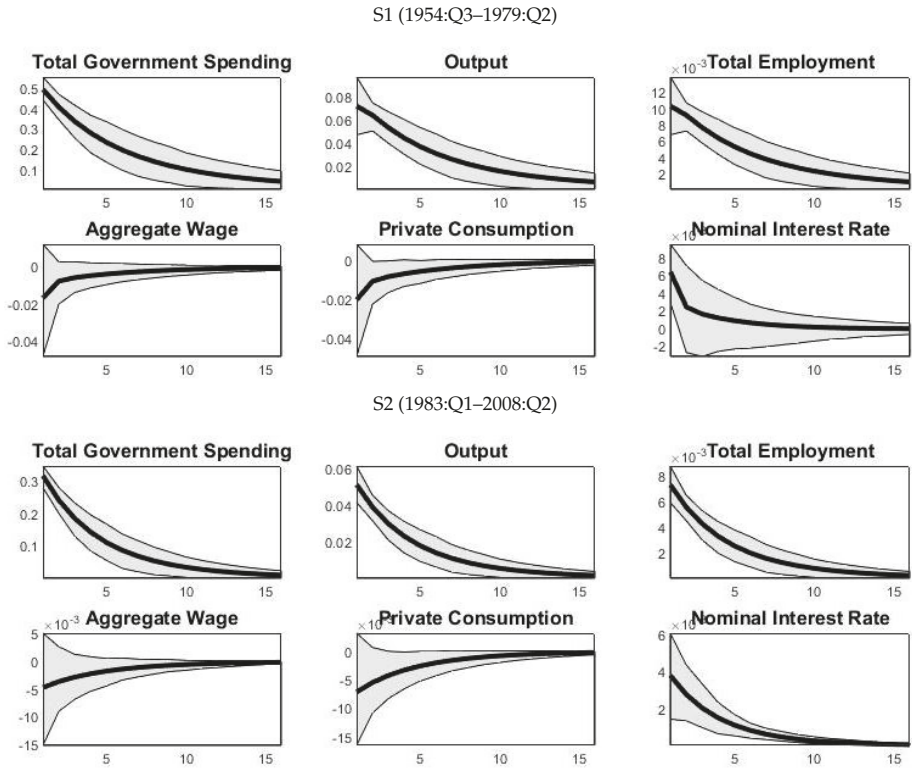 S1 (1954:Q3–1979:Q2)
Total Government Spending
0.5
0.4
0.3
0.2
0.1
5 10 15
Output
0.08
0.06
0.04
0.02
5 10 15
×10⁻³ Total Employment
12
10
8
6
4
2
5 10 15
Aggregate Wage
0
-0.02
-0.04
5 10 15
Private Consumption
0
-0.02
-0.04
5 10 15
Nominal Interest Rate
8
6
4
2
0
-2
5 10 15
S2 (1983:Q1–2008:Q2)
Total Government Spending
0.3
0.2
0.1
5 10 15
Output
0.06
0.04
0.02
5 10 15
×10⁻³ Total Employment
8
6
4
2
5 10 15
×10⁻³ Aggregate Wage
5
0
-5
-10
-15
5 10 15
Private Consumption
0
-5
-10
-15
5 10 15
Nominal Interest Rate
6
4
2
5 10 15